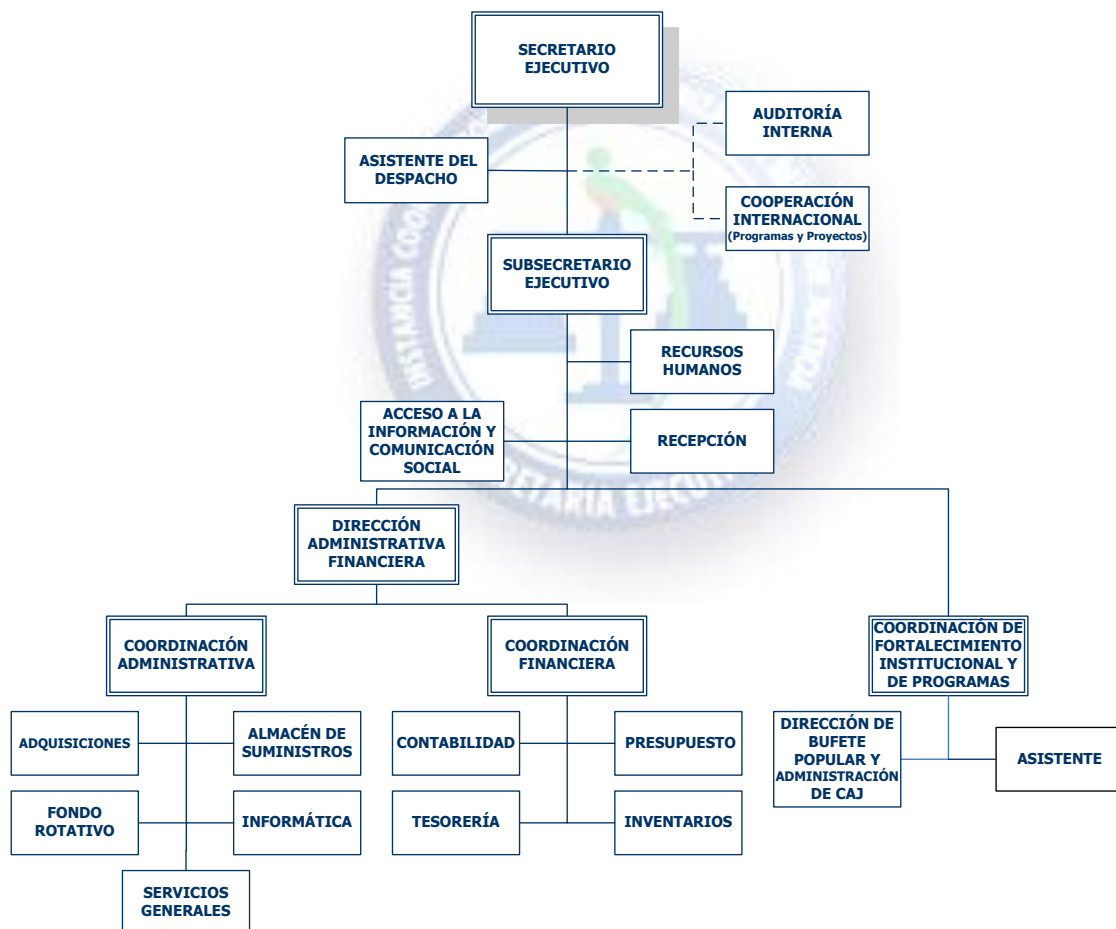 SECRETARIO
EJECUTIVO
AUDITORÍA
INTERNA
ASISTENTE DEL
DESPACHO
COOPERACIÓN
INTERNACIONAL
(Programas y Proyectos)
SUBSECRETARIO
EJECUTIVO
RECURSOS
HUMANOS
ACCESO A LA
INFORMACIÓN Y
COMUNICACIÓN
SOCIAL
RECEPCIÓN
DIRECCIÓN
ADMINISTRATIVA
FINANCIERA
COORDINACIÓN
ADMINISTRATIVA
COORDINACIÓN
FINANCIERA
COORDINACIÓN DE
FORTALECIMIENTO
INSTITUCIONAL Y
DE PROGRAMAS
ADQUISICIONES
ALMACÉN DE
SUMINISTROS
CONTABILIDAD
PRESUPUESTO
DIRECCIÓN DE
BUFETE
POPULAR Y
ADMINISTRACIÓN
DE CAJ
ASISTENTE
FONDO
ROTATIVO
INFORMÁTICA
TESORERÍA
INVENTARIOS
SERVICIOS
GENERALES